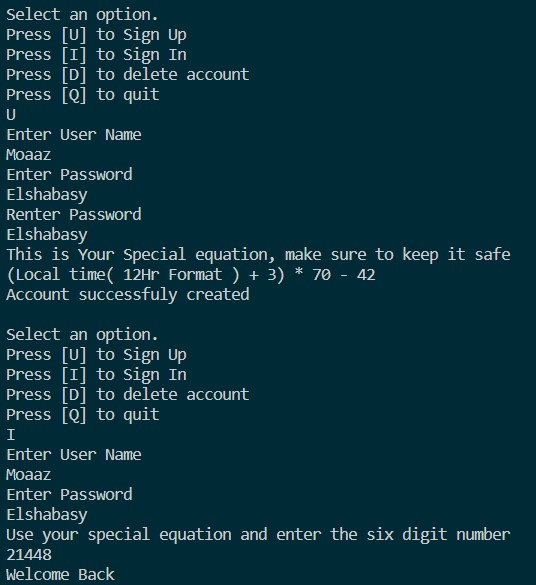 Select an option.
Press [U] to Sign Up
Press [I] to Sign In
Press [D] to delete account
Press [Q] to quit
U
Enter User Name
Moaaz
Enter Password
Elshabasy
Renter Password
Elshabasy
This is Your Special equation, make sure to keep it safe
(Local time( 12Hr Format ) + 3) * 70 - 42
Account successfuly created
Select an option.
Press [U] to Sign Up
Press [I] to Sign In
Press [D] to delete account
Press [Q] to quit
I
Enter User Name
Moaaz
Enter Password
Elshabasy
Use your special equation and enter the six digit number
21448
Welcome Back